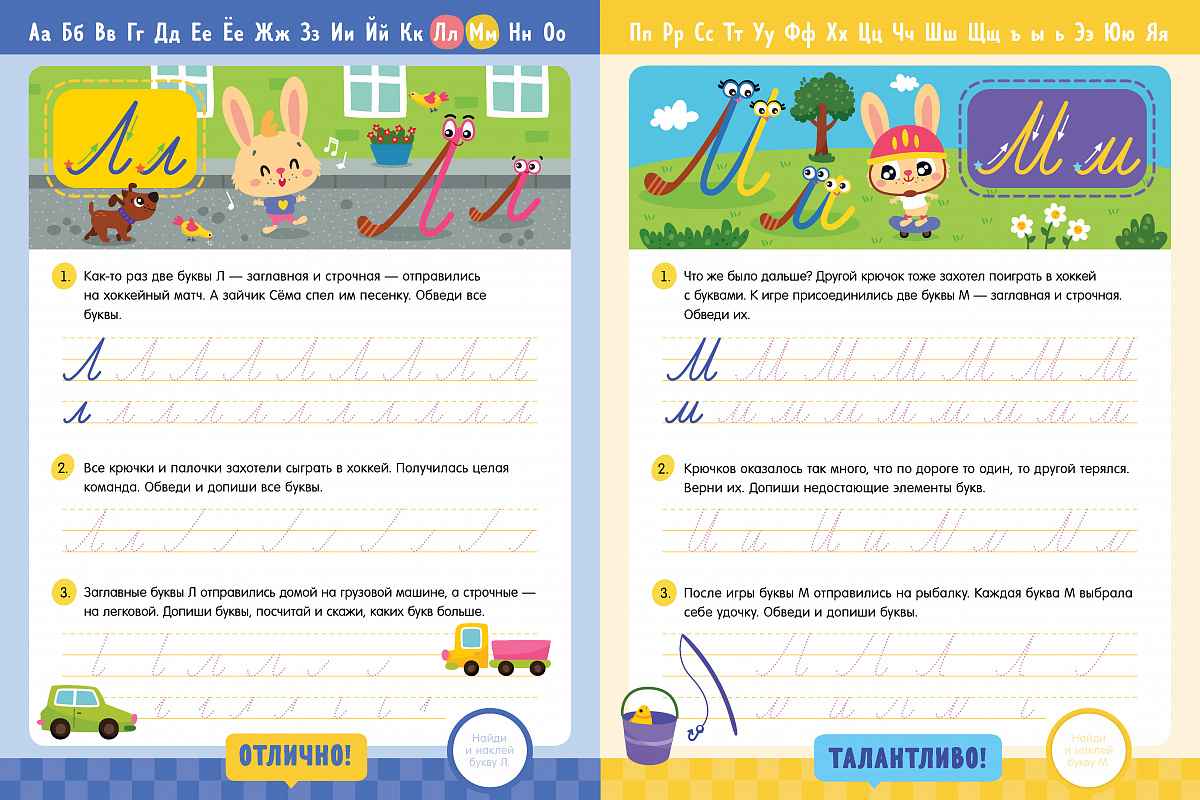 Аа Бб Вв Гг Дд Ее Ёё Жж Зз Ии Йй Кк Лл Мм Нн Оо
Л л
1. Как-то раз две буквы Л — заглавная и строчная — отправились
на хоккейный матч. А зайчик Сёма спел им песенку. Обведи все
буквы.
Л Л Л Л Л Л Л Л Л
л л л л л л л л л л л
2. Все крючки и палочки захотели сыграть в хоккей. Получилась целая
команда. Обведи и допиши все буквы.
3. Заглавные буквы Л отправились домой на грузовой машине, а строчные —
на легковой. Допиши буквы, посчитай и скажи, каких букв больше.
Найди
и наклей
букву Л.
ОТЛИЧНО!
Пп Рр Сс Тт Уу Фф Хх Цц Чч Шш Щщ ъ ы ь Ээ Юю Яя
М м
1. Что же было дальше? Другой крючок тоже захотел поиграть в хоккей
с буквами. К игре присоединились две буквы М — заглавная и строчная.
Обведи их.
М М М М М М М М
м м м м м м м м м
2. Крючков оказалось так много, что по дороге то один, то другой терялся.
Верни их. Допиши недостающие элементы букв.
3. После игры буквы М отправились на рыбалку. Каждая буква М выбрала
себе удочку. Обведи и допиши буквы.
Найди
и наклей
букву М.
ТАЛАНТЛИВО!